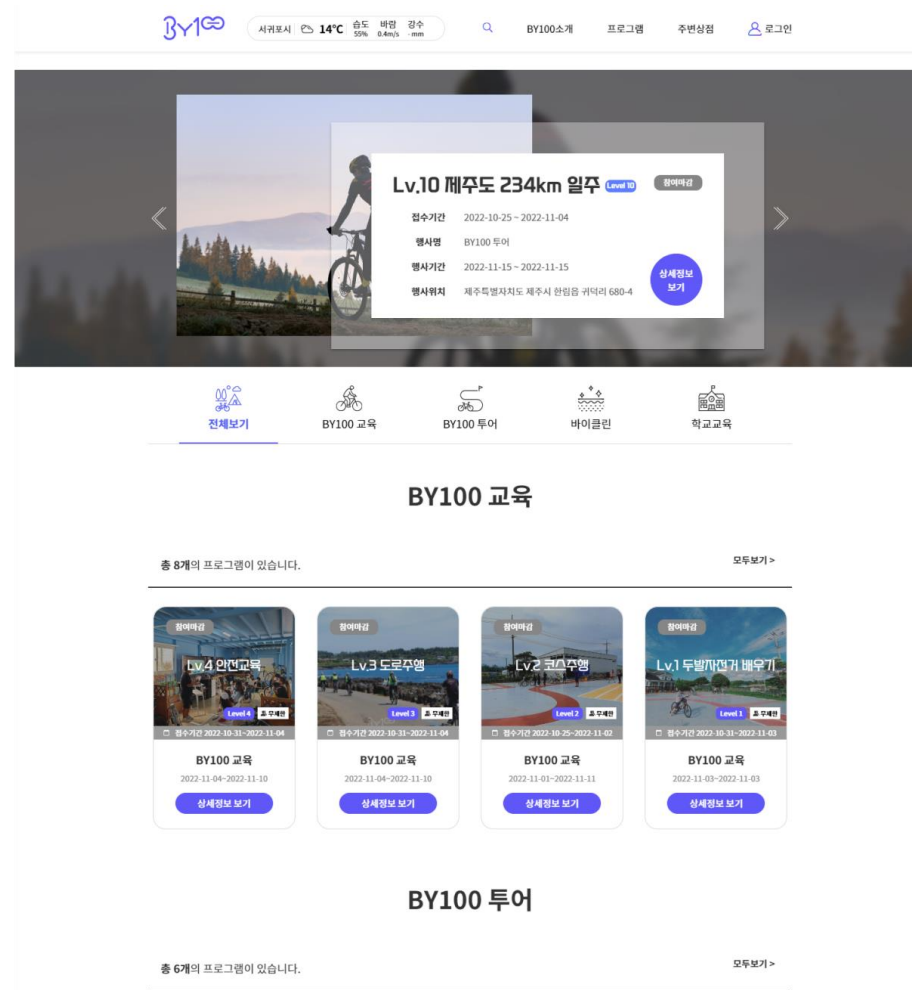 BY100
서귀포시 14°C 습도 바람 강수
55% 0.4m/s -mm
BY100소개 프로그램 주변상점 로그인
Lv.10 제주도 234km 일주 Level 10 참여마감
접수기간 2022-10-25 ~ 2022-11-04
행사명 BY100 투어
행사기간 2022-11-15 ~ 2022-11-15
행사위치 제주특별자치도 제주시 한림읍 귀덕리 680-4
상세정보
보기
전체보기 BY100 교육 BY100 투어 바이클린 학교교육
BY100 교육
총 8개의 프로그램이 있습니다. 모두보기 >
참여마감 참여마감 참여마감 참여마감
Lv.4 안전교육 Lv.3 도로주행 Lv.2 코스주행 Lv.1 두발자전거 배우기
Level 4 무제한 Level 3 무제한 Level 2 무제한 Level 1 무제한
접수기간 2022-10-31~2022-11-04 접수기간 2022-10-31~2022-11-04 접수기간 2022-10-25~2022-11-02 접수기간 2022-10-31~2022-11-03
BY100 교육 BY100 교육 BY100 교육 BY100 교육
2022-11-04~2022-11-10 2022-11-04~2022-11-10 2022-11-01~2022-11-11 2022-11-03~2022-11-03
상세정보 보기 상세정보 보기 상세정보 보기 상세정보 보기
BY100 투어
총 6개의 프로그램이 있습니다. 모두보기 >